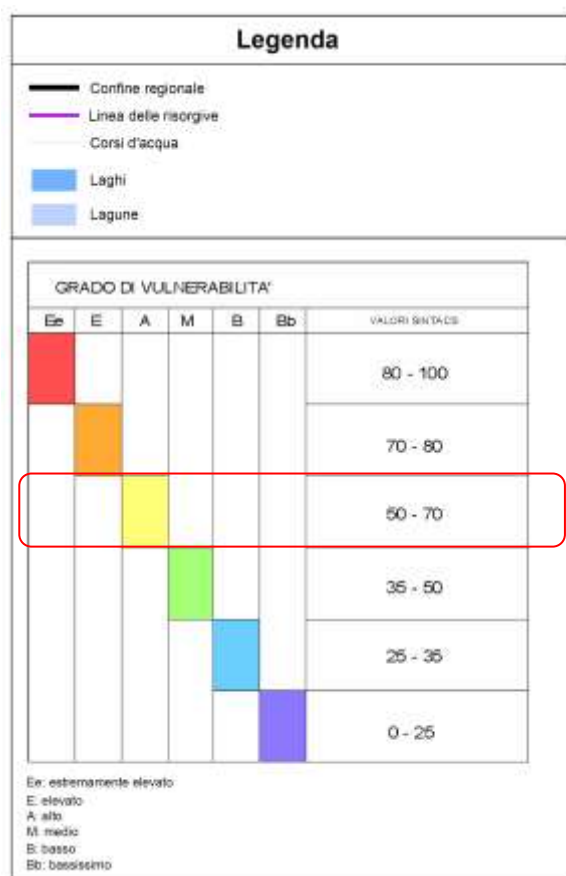 Legenda
Confine regionale
Linea delle risorgive
Corsi d'acqua
Laghi
Lagune
GRADO DI VULNERABILITA'
Ee E A M B Bb VALORI SINTACS
80 - 100
70 - 80
50 - 70
35 - 50
25 - 35
0 - 25
Ee: estremamente elevato
E: elevato
A: alto
M: medio
B: basso
Bb: bassissimo